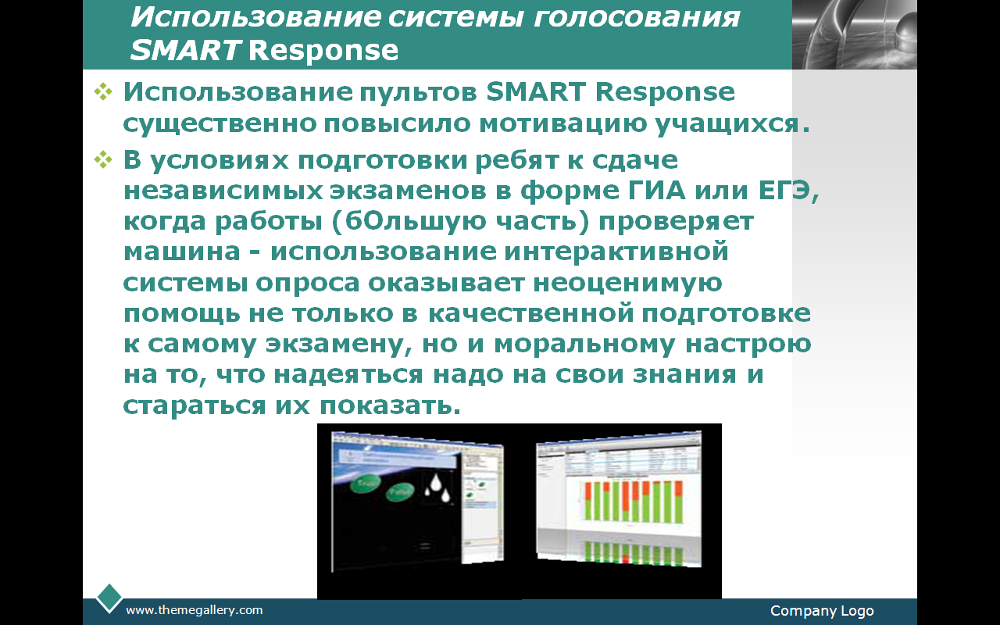 Использование системы голосования
SMART Response
Использование пультов SMART Response
существенно повысило мотивацию учащихся.
В условиях подготовки ребят к сдаче
независимых экзаменов в форме ГИА или ЕГЭ,
когда работы (бОльшую часть) проверяет
машина - использование интерактивной
системы опроса оказывает неоценимую
помощь не только в качественной подготовке
к самому экзамену, но и моральному настрою
на то, что надеяться надо на свои знания и
стараться их показать.
www.themegallery.com
Company Logo